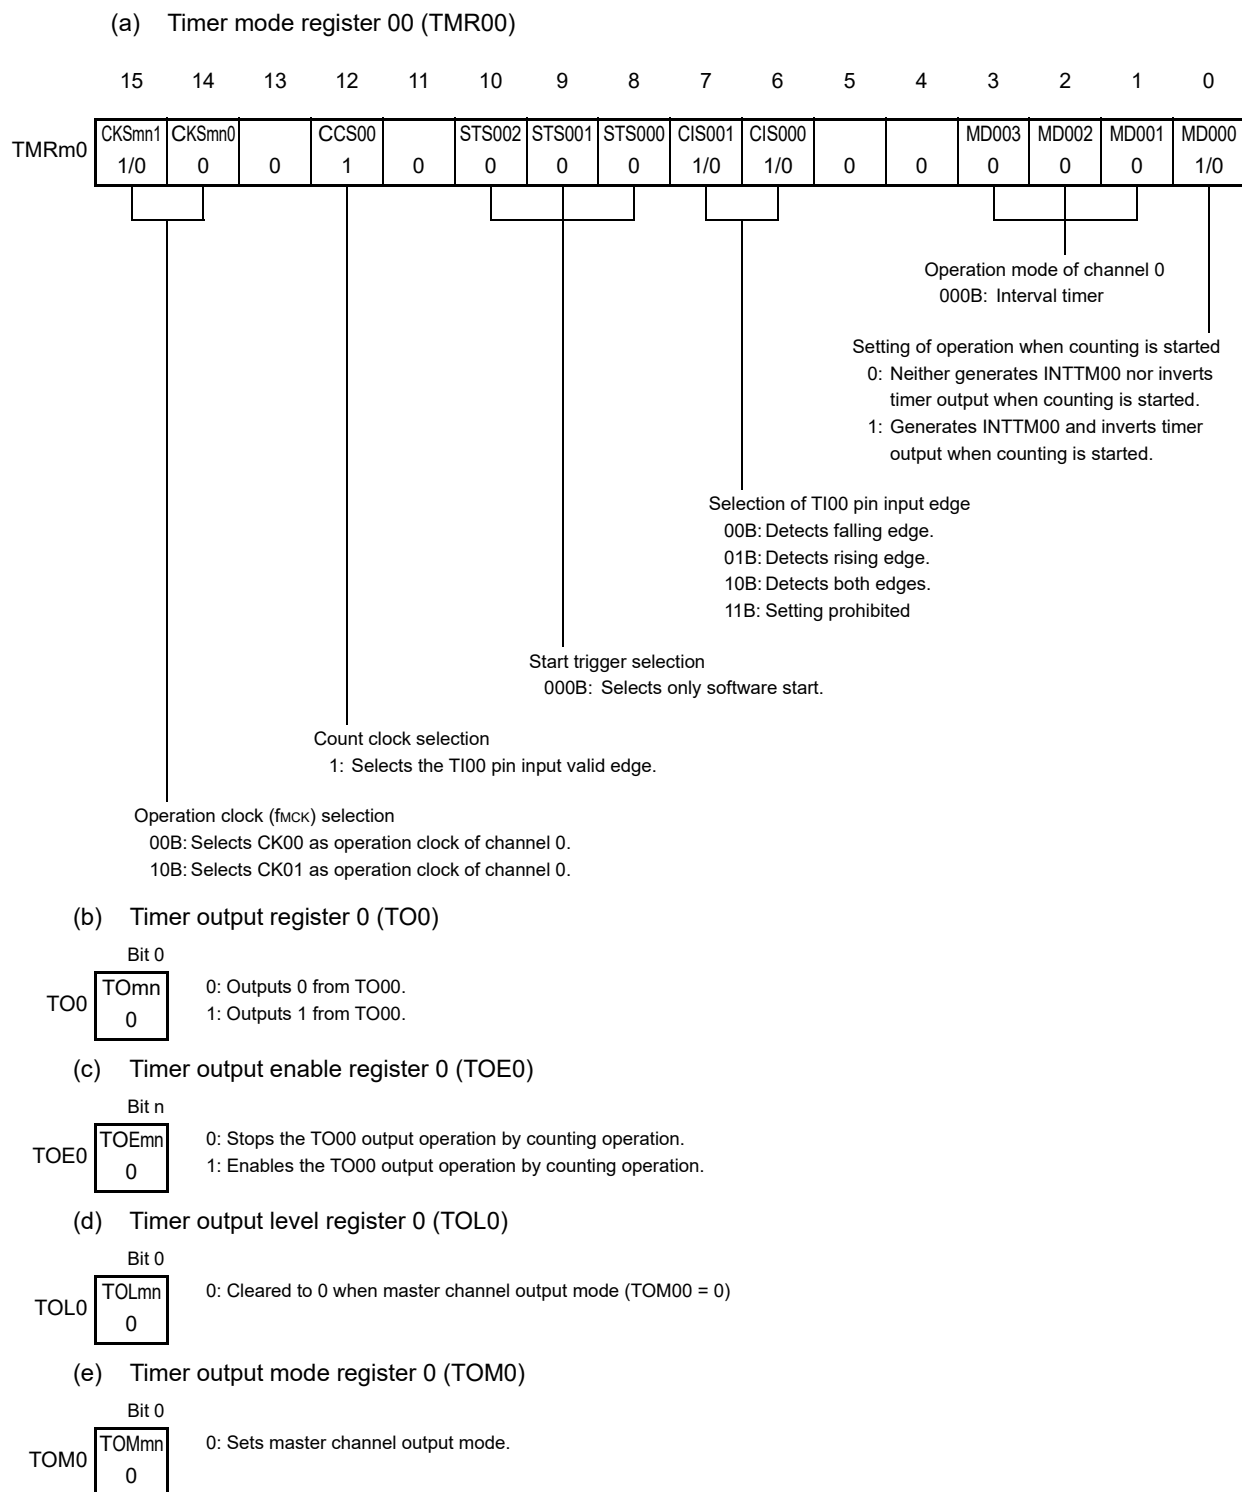 (a) Timer mode register 00 (TMR00)
15 14 13 12 11 10 9 8 7 6 5 4 3 2 1 0
TMRm0
CKSmn1 CKSmn0 CCS00 STS002 STS001 STS000 CIS001 CIS000 MD003 MD002 MD001 MD000
1/0 0 0 1 0 0 0 0 1/0 1/0 0 0 0 0 0 1/0
Operation mode of channel 0
000B: Interval timer
Setting of operation when counting is started
0: Neither generates INTTM00 nor inverts
timer output when counting is started.
1: Generates INTTM00 and inverts timer
output when counting is started.
Selection of TI00 pin input edge
00B: Detects falling edge.
01B: Detects rising edge.
10B: Detects both edges.
11B: Setting prohibited
Start trigger selection
000B: Selects only software start.
Count clock selection
1: Selects the TI00 pin input valid edge.
Operation clock (fMCK) selection
00B: Selects CK00 as operation clock of channel 0.
10B: Selects CK01 as operation clock of channel 0.
(b) Timer output register 0 (TO0)
Bit 0
TO0
TOmn
0
0: Outputs 0 from TO00.
1: Outputs 1 from TO00.
(c) Timer output enable register 0 (TOE0)
Bit n
TOE0
TOEmn
0
0: Stops the TO00 output operation by counting operation.
1: Enables the TO00 output operation by counting operation.
(d) Timer output level register 0 (TOL0)
Bit 0
TOL0
TOLmn
0
0: Cleared to 0 when master channel output mode (TOM00 = 0)
(e) Timer output mode register 0 (TOM0)
Bit 0
TOM0
TOMmn
0
0: Sets master channel output mode.